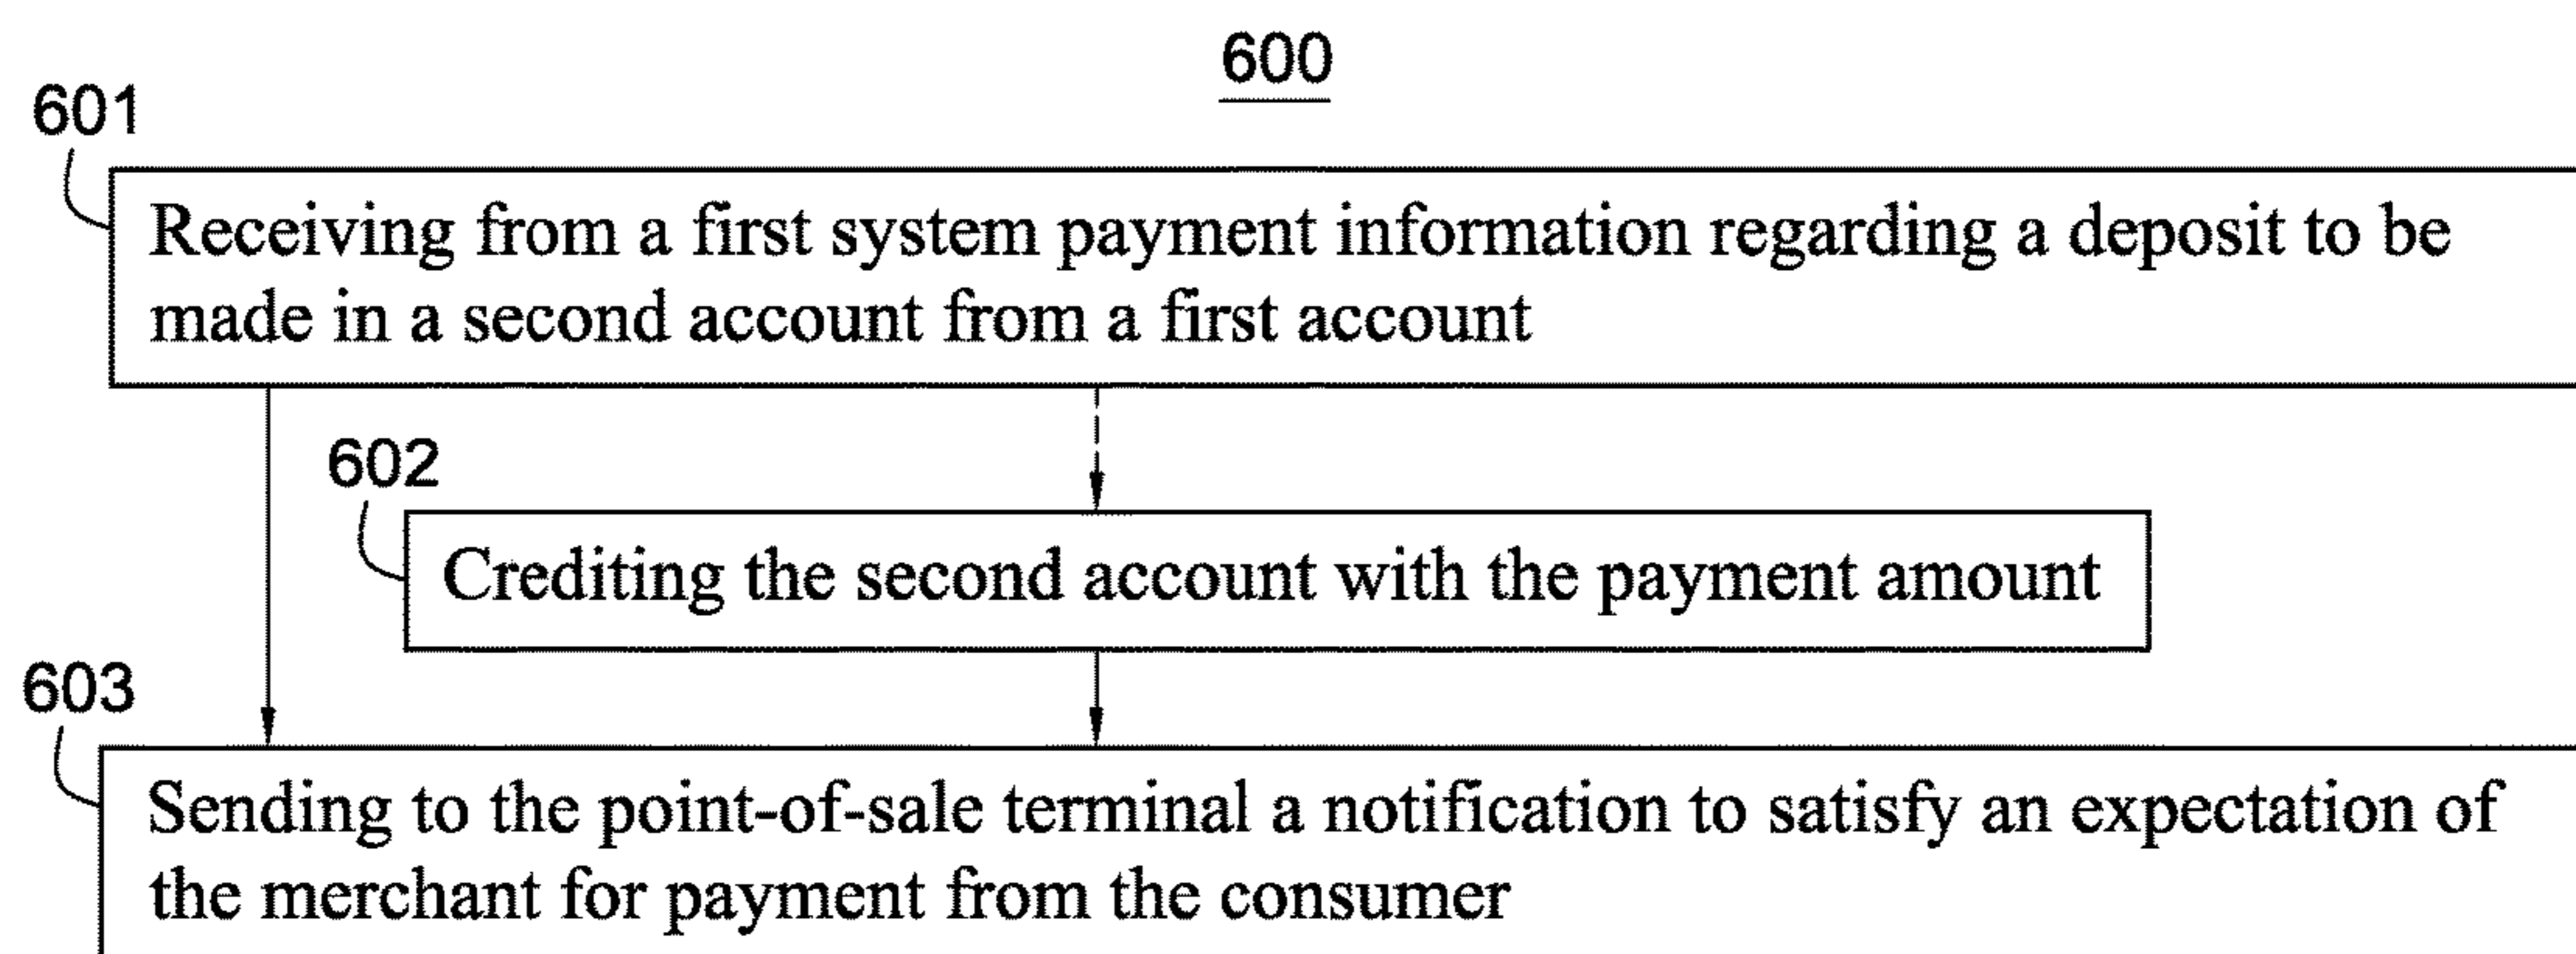 600
601
Receiving from a first system payment information regarding a deposit to be
made in a second account from a first account
602
Crediting the second account with the payment amount
603
Sending to the point-of-sale terminal a notification to satisfy an expectation of
the merchant for payment from the consumer